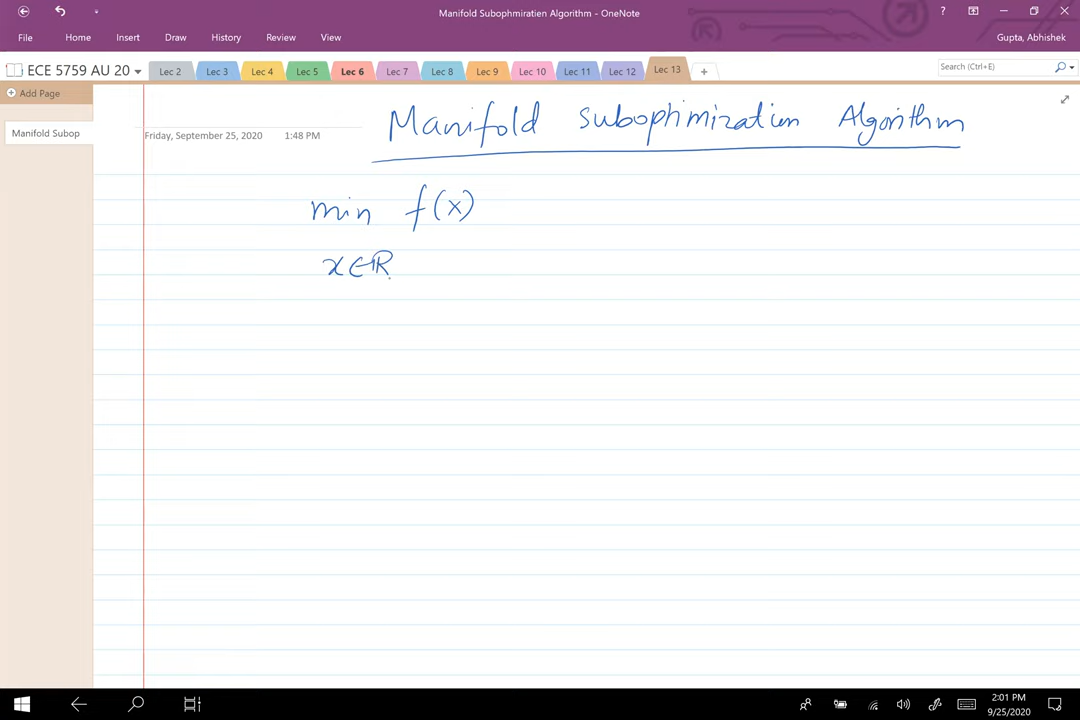 Manifold Subophmiratien Algorithm - OneNote
File Home Insert Draw History Review View
Gupta, Abhishek
ECE 5759 AU 20 Lec 2 Lec 3 Lec 4 Lec 5 Lec 6 Lec 7 Lec 8 Lec 9 Lec 10 Lec 11 Lec 12 Lec 13
Search (Ctrl+E)
Add Page
Manifold Subop
Friday, September 25, 2020 1:48 PM
Manifold suboptimization Algorithm
min f(x)
x∈ℝ
2:01 PM
9/25/2020